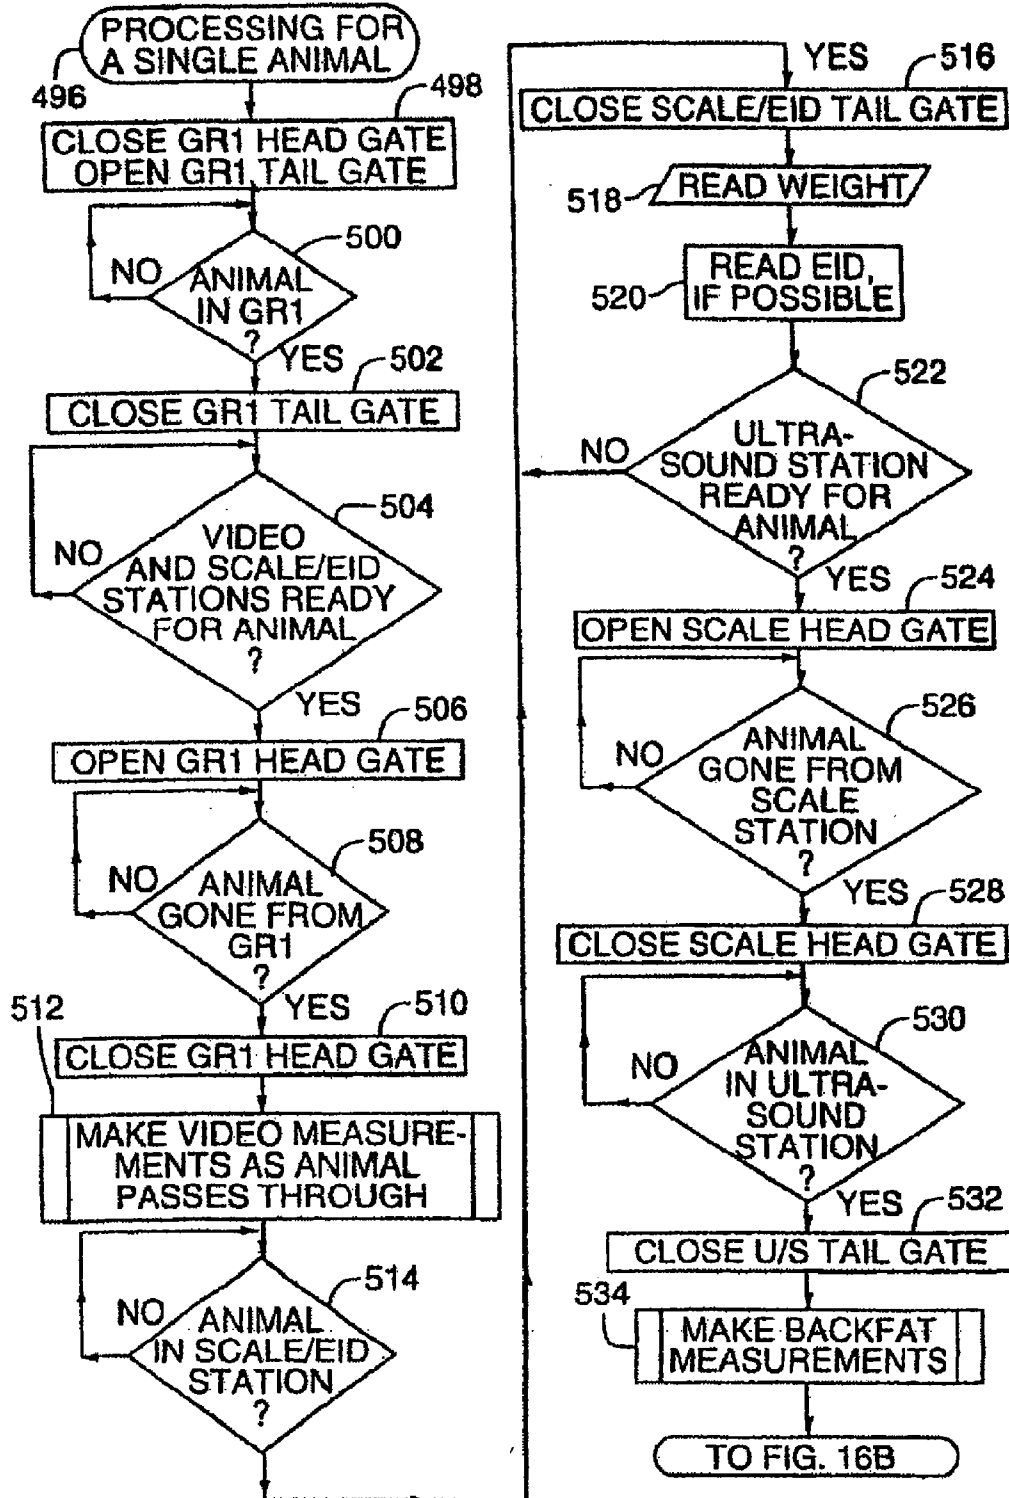 PROCESSING FOR
A SINGLE ANIMAL
496
498
CLOSE GR1 HEAD GATE
OPEN GR1 TAIL GATE
500
NO
ANIMAL
IN GR1
?
YES
502
CLOSE GR1 TAIL GATE
504
NO
VIDEO
AND SCALE/EID
STATIONS READY
FOR ANIMAL
?
YES
506
OPEN GR1 HEAD GATE
508
NO
ANIMAL
GONE FROM
GR1
?
YES
510
512
CLOSE GR1 HEAD GATE
MAKE VIDEO MEASURE-
MENTS AS ANIMAL
PASSES THROUGH
514
NO
ANIMAL
IN SCALE/EID
STATION
?
YES
516
CLOSE SCALE/EID TAIL GATE
518
READ WEIGHT
520
READ EID,
IF POSSIBLE
522
NO
ULTRA-
SOUND STATION
READY FOR
ANIMAL
?
YES
524
OPEN SCALE HEAD GATE
526
NO
ANIMAL
GONE FROM
SCALE
STATION
?
YES
528
CLOSE SCALE HEAD GATE
530
NO
ANIMAL
IN ULTRA-
SOUND
STATION
?
YES
532
CLOSE U/S TAIL GATE
534
MAKE BACKFAT
MEASUREMENTS
TO FIG. 16B